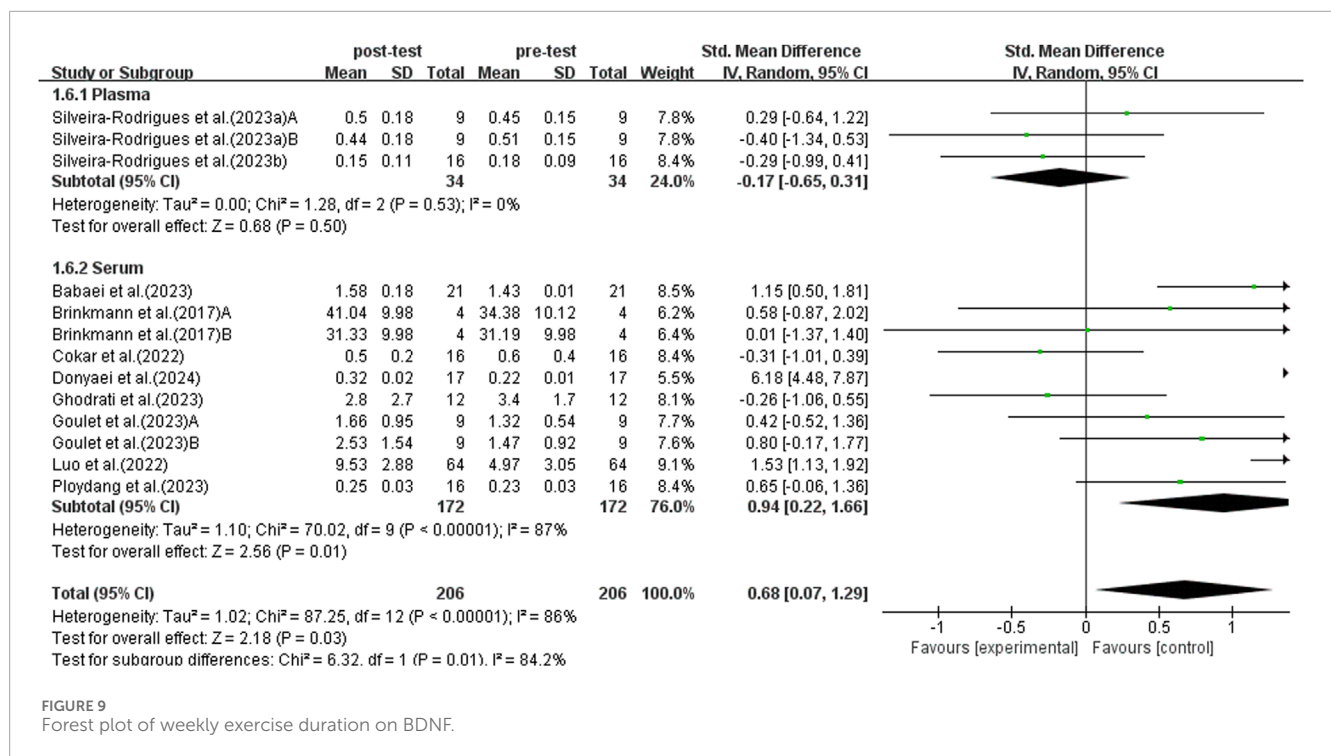 post-test pre-test Std. Mean Difference Std. Mean Difference
Study or Subgroup Mean SD Total Mean SD Total Weight IV, Random, 95% CI IV, Random, 95% CI
1.6.1 Plasma
Silveira-Rodrigues et al.(2023a)A 0.5 0.18 9 0.45 0.15 9 7.8% 0.29 [-0.64, 1.22]
Silveira-Rodrigues et al.(2023a)B 0.44 0.18 9 0.51 0.15 9 7.8% -0.40 [-1.34, 0.53]
Silveira-Rodrigues et al.(2023b) 0.15 0.11 16 0.18 0.09 16 8.4% -0.29 [-0.99, 0.41]
Subtotal (95% CI) 34 34 24.0% -0.17 [-0.65, 0.31]
Heterogeneity: Tau² = 0.00; Chi² = 1.28, df = 2 (P = 0.53); I² = 0%
Test for overall effect: Z = 0.68 (P = 0.50)
1.6.2 Serum
Babaei et al.(2023) 1.58 0.18 21 1.43 0.01 21 8.5% 1.15 [0.50, 1.81]
Brinkmann et al.(2017)A 41.04 9.98 4 34.38 10.12 4 6.2% 0.58 [-0.87, 2.02]
Brinkmann et al.(2017)B 31.33 9.98 4 31.19 9.98 4 6.4% 0.01 [-1.37, 1.40]
Cokar et al.(2022) 0.5 0.2 16 0.6 0.4 16 8.4% -0.31 [-1.01, 0.39]
Donyaei et al.(2024) 0.32 0.02 17 0.22 0.01 17 5.5% 6.18 [4.48, 7.87]
Ghodrati et al.(2023) 2.8 2.7 12 3.4 1.7 12 8.1% -0.26 [-1.06, 0.55]
Goulet et al.(2023)A 1.66 0.95 9 1.32 0.54 9 7.7% 0.42 [-0.52, 1.36]
Goulet et al.(2023)B 2.53 1.54 9 1.47 0.92 9 7.6% 0.80 [-0.17, 1.77]
Luo et al.(2022) 9.53 2.88 64 4.97 3.05 64 9.1% 1.53 [1.13, 1.92]
Ploydang et al.(2023) 0.25 0.03 16 0.23 0.03 16 8.4% 0.65 [-0.06, 1.36]
Subtotal (95% CI) 172 172 76.0% 0.94 [0.22, 1.66]
Heterogeneity: Tau² = 1.10; Chi² = 70.02, df = 9 (P < 0.00001); I² = 87%
Test for overall effect: Z = 2.56 (P = 0.01)
Total (95% CI) 206 206 100.0% 0.68 [0.07, 1.29]
Heterogeneity: Tau² = 1.02; Chi² = 87.25, df = 12 (P < 0.00001); I² = 86%
Test for overall effect: Z = 2.18 (P = 0.03)
Test for subgroup differences: Chi² = 6.32, df = 1 (P = 0.01), I² = 84.2%
-1 -0.5 0 0.5 1
Favours [experimental] Favours [control]
FIGURE 9
Forest plot of weekly exercise duration on BDNF.